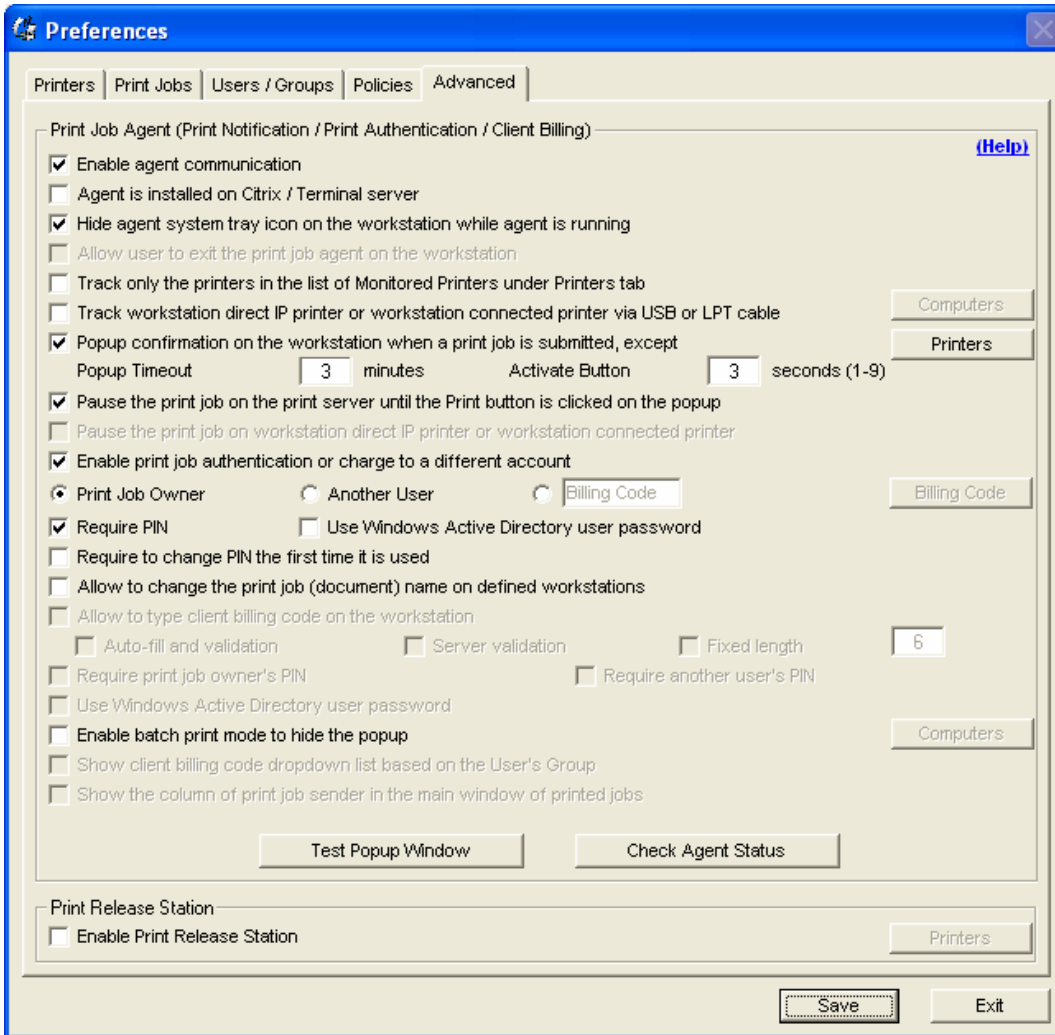 Preferences
Printers Print Jobs Users / Groups Policies Advanced
Print Job Agent (Print Notification / Print Authentication / Client Billing)
(Help)
Enable agent communication
Agent is installed on Citrix / Terminal server
Hide agent system tray icon on the workstation while agent is running
Allow user to exit the print job agent on the workstation
Track only the printers in the list of Monitored Printers under Printers tab
Track workstation direct IP printer or workstation connected printer via USB or LPT cable Computers
Popup confirmation on the workstation when a print job is submitted, except Printers
Popup Timeout 3 minutes Activate Button 3 seconds (1-9)
Pause the print job on the print server until the Print button is clicked on the popup
Pause the print job on workstation direct IP printer or workstation connected printer
Enable print job authentication or charge to a different account
Print Job Owner Another User Billing Code Billing Code
Require PIN Use Windows Active Directory user password
Require to change PIN the first time it is used
Allow to change the print job (document) name on defined workstations
Allow to type client billing code on the workstation
Auto-fill and validation Server validation Fixed length 6
Require print job owner's PIN Require another user's PIN
Use Windows Active Directory user password
Enable batch print mode to hide the popup Computers
Show client billing code dropdown list based on the User's Group
Show the column of print job sender in the main window of printed jobs
Test Popup Window Check Agent Status
Print Release Station
Enable Print Release Station Printers
Save Exit